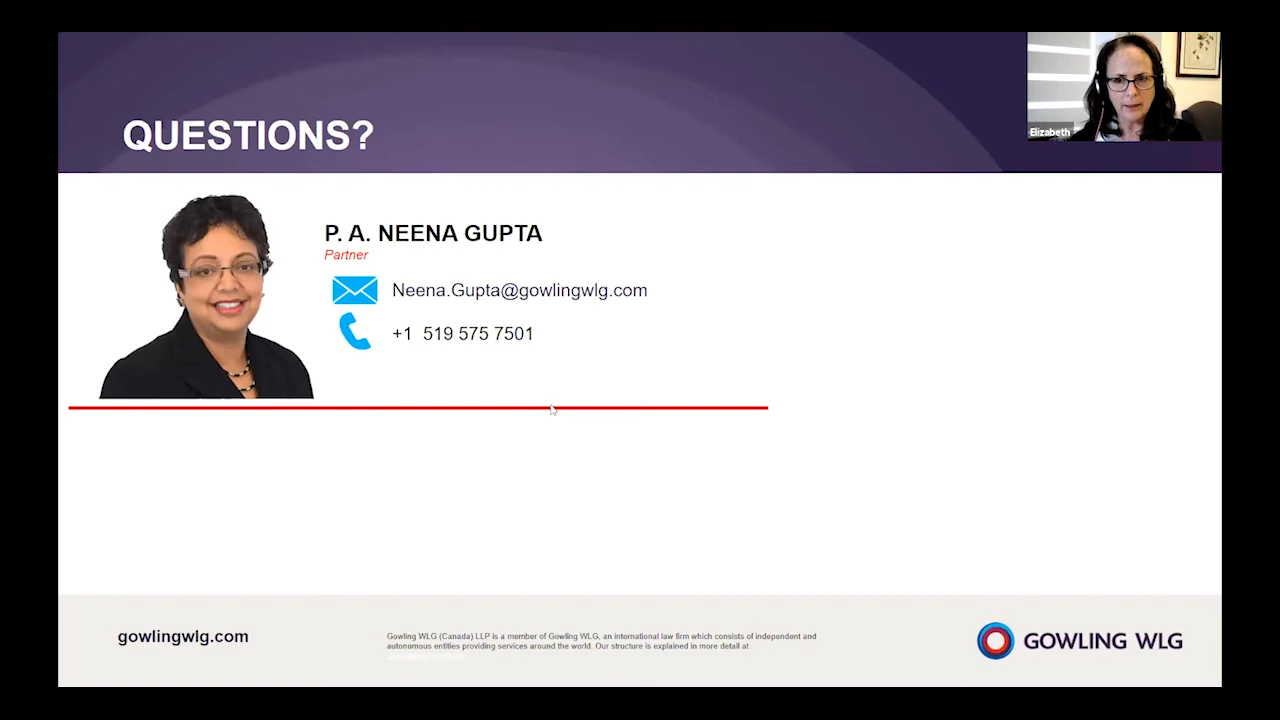 QUESTIONS?
Elizabeth
P. A. NEENA GUPTA
Partner
Neena.Gupta@gowlingwlg.com
+1 519 575 7501
gowlingwlg.com
Gowling WLG (Canada) LLP is a member of Gowling WLG, an international law firm which consists of independent and
autonomous entities providing services around the world. Our structure is explained in more detail at
GOWLING WLG